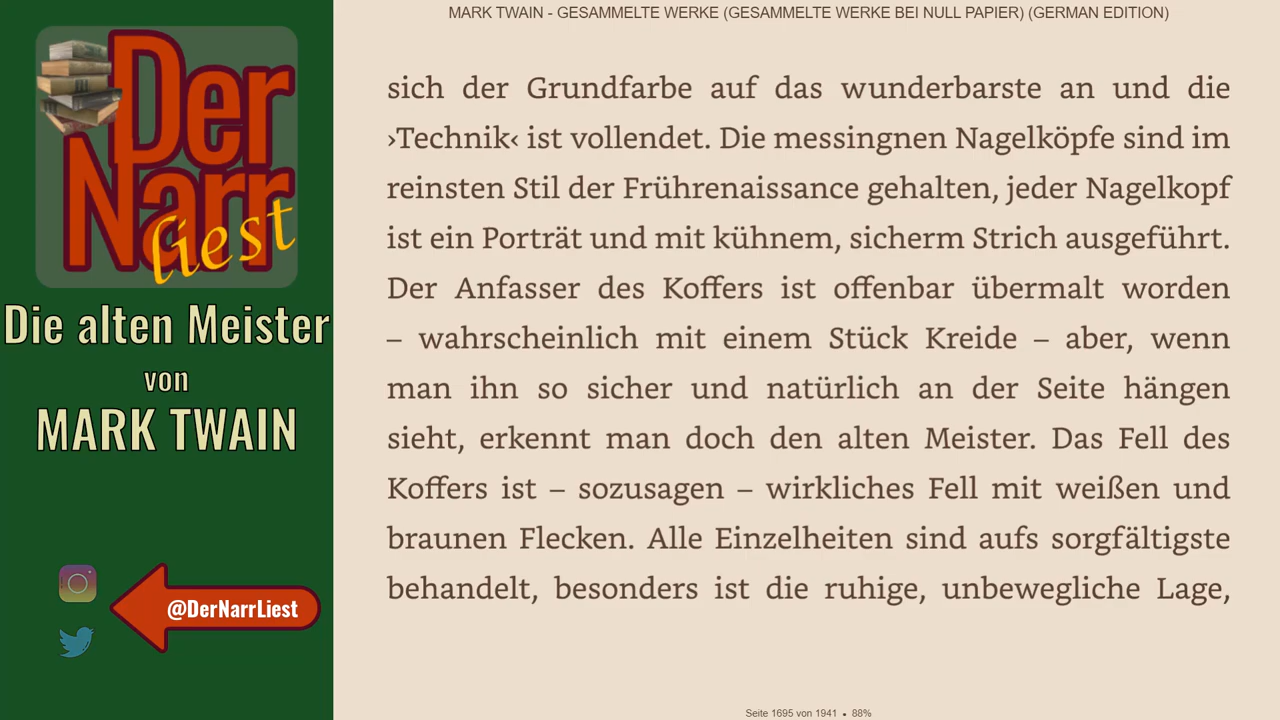 Der
Narr
liest
Die alten Meister
von
MARK TWAIN
@DerNarrLiest
MARK TWAIN - GESAMMELTE WERKE (GESAMMELTE WERKE BEI NULL PAPIER) (GERMAN EDITION)
sich der Grundfarbe auf das wunderbarste an und die
›Technik‹ ist vollendet. Die messingnen Nagelköpfe sind im
reinsten Stil der Frührenaissance gehalten, jeder Nagelkopf
ist ein Porträt und mit kühnem, sicherm Strich ausgeführt.
Der Anfasser des Koffers ist offenbar übermalt worden
– wahrscheinlich mit einem Stück Kreide – aber, wenn
man ihn so sicher und natürlich an der Seite hängen
sieht, erkennt man doch den alten Meister. Das Fell des
Koffers ist – sozusagen – wirkliches Fell mit weißen und
braunen Flecken. Alle Einzelheiten sind aufs sorgfältigste
behandelt, besonders ist die ruhige, unbewegliche Lage,
Seite 1695 von 1941 • 88%